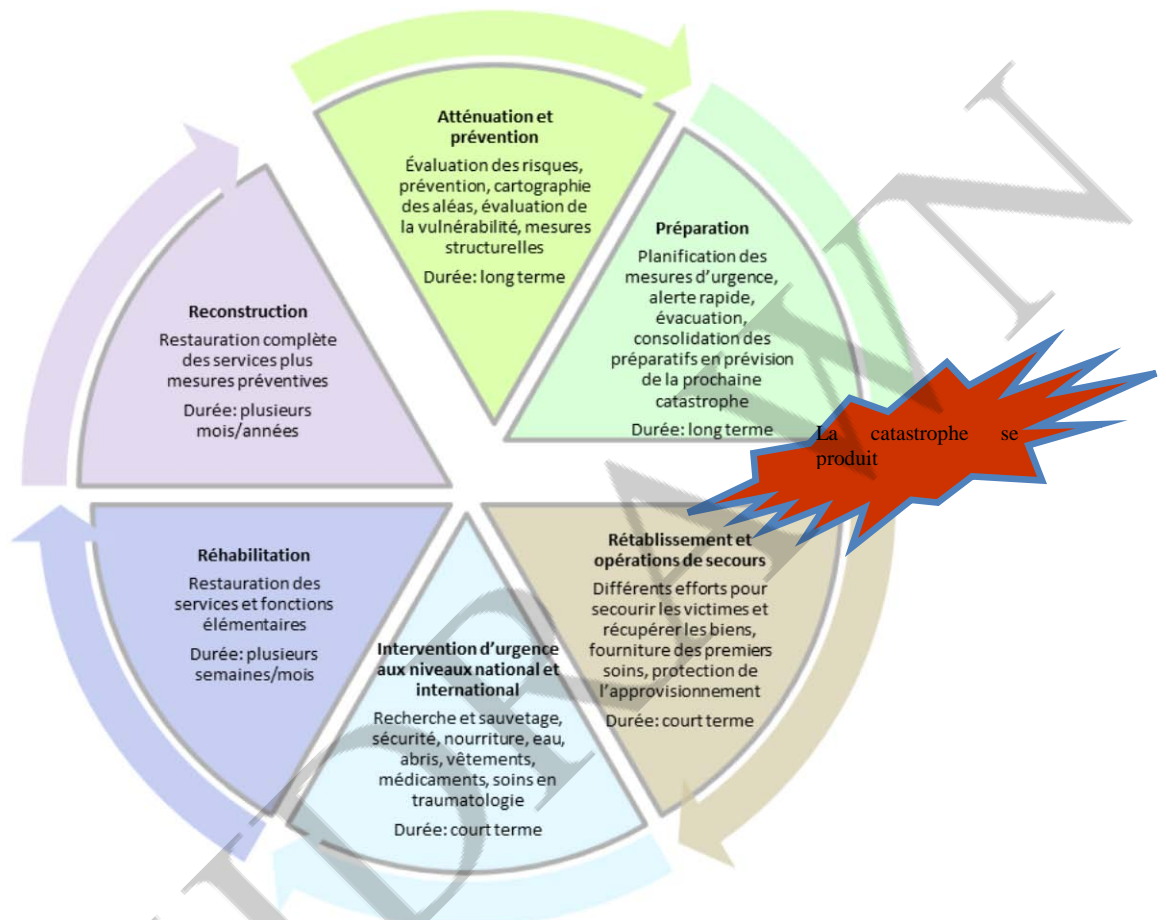 Atténuation et
prévention
Évaluation des risques,
prévention, cartographie
des aléas, évaluation de
la vulnérabilité, mesures
structurelles
Durée: long terme
Préparation
Planification des
mesures d'urgence,
alerte rapide,
évacuation,
consolidation des
préparatifs en prévision
de la prochaine
catastrophe
Durée: long terme
La catastrophe se
produit
Rétablissement et
opérations de secours
Différents efforts pour
secourir les victimes et
récupérer les biens,
fourniture des premiers
soins, protection de
l'approvisionnement
Durée: court terme
Intervention d'urgence
aux niveaux national et
international
Recherche et sauvetage,
sécurité, nourriture, eau,
abris, vêtements,
médicaments, soins en
traumatologie
Durée: court terme
Réhabilitation
Restauration des
services et fonctions
élémentaires
Durée: plusieurs
semaines/mois
Reconstruction
Restauration complète
des services plus
mesures préventives
Durée: plusieurs
mois/années